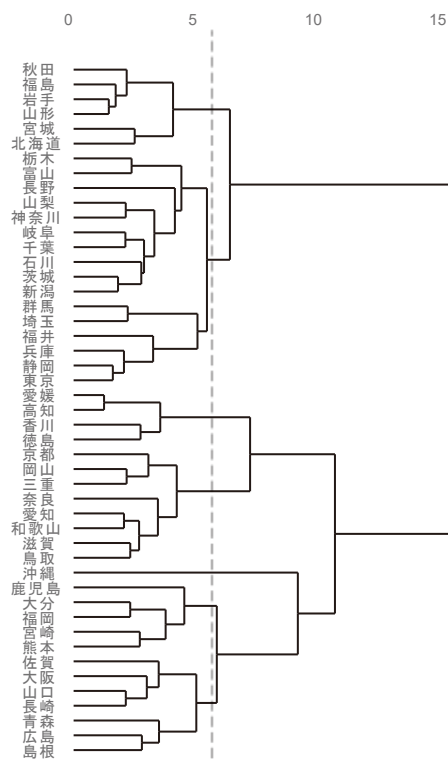 0 5 10 15
秋田
福島
岩手
山形
宮城
北海道
栃木
富山
長野
山梨
神奈川
岐阜
千葉
石川
茨城
新潟
群馬
埼玉
福井
兵庫
静岡
東京
愛媛
高知
香川
徳島
京都
岡山
三重
奈良
愛知
和歌山
滋賀
鳥取
沖縄
鹿児島
大分
福岡
宮崎
熊本
佐賀
大阪
山口
長崎
青森
広島
島根